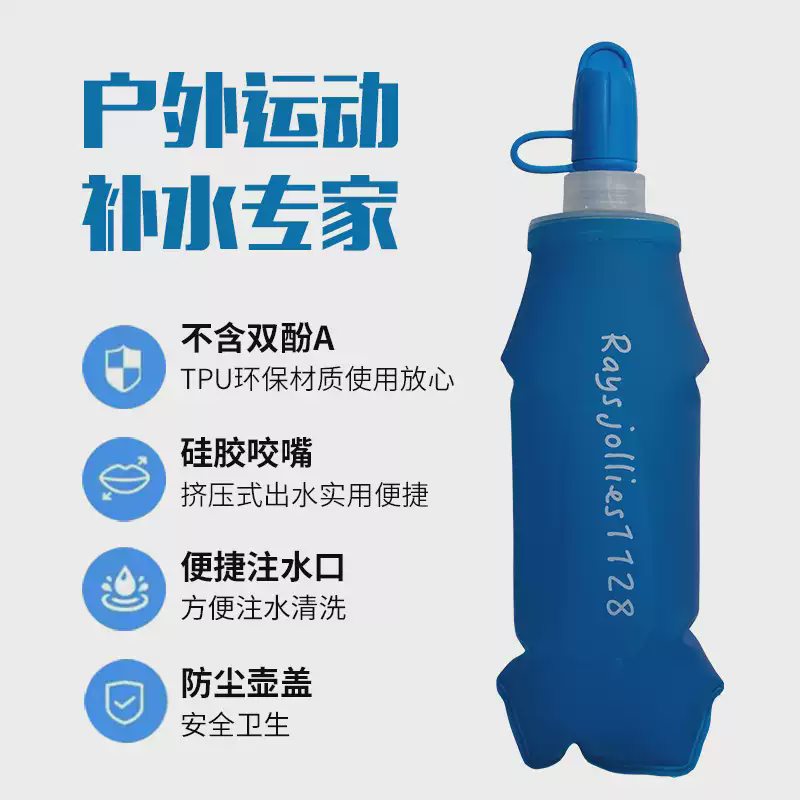 户外运动
补水专家
不含双酚A
TPU环保材质使用放心
硅胶咬嘴
挤压式出水实用便捷
便捷注水口
方便注水清洗
防尘壶盖
安全卫生
Raysjollies1128